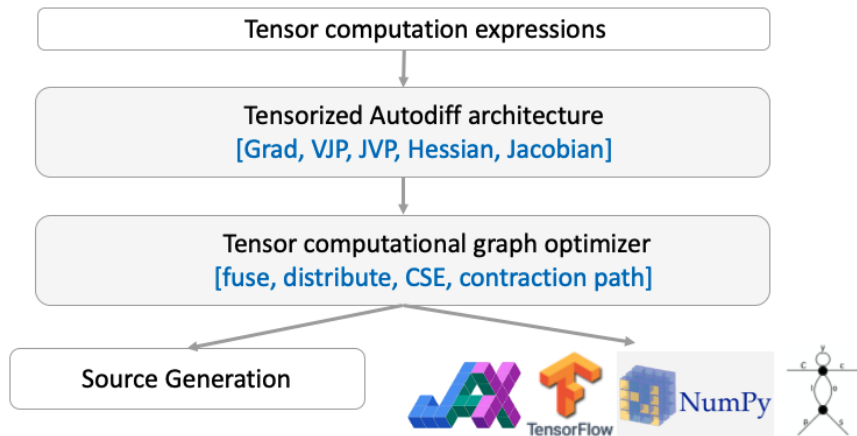 Tensor computation expressions
Tensorized Autodiff architecture
[Grad, VJP, JVP, Hessian, Jacobian]
Tensor computational graph optimizer
[fuse, distribute, CSE, contraction path]
Source Generation
JAX
TensorFlow
NumPy
y
C c
l o
p s